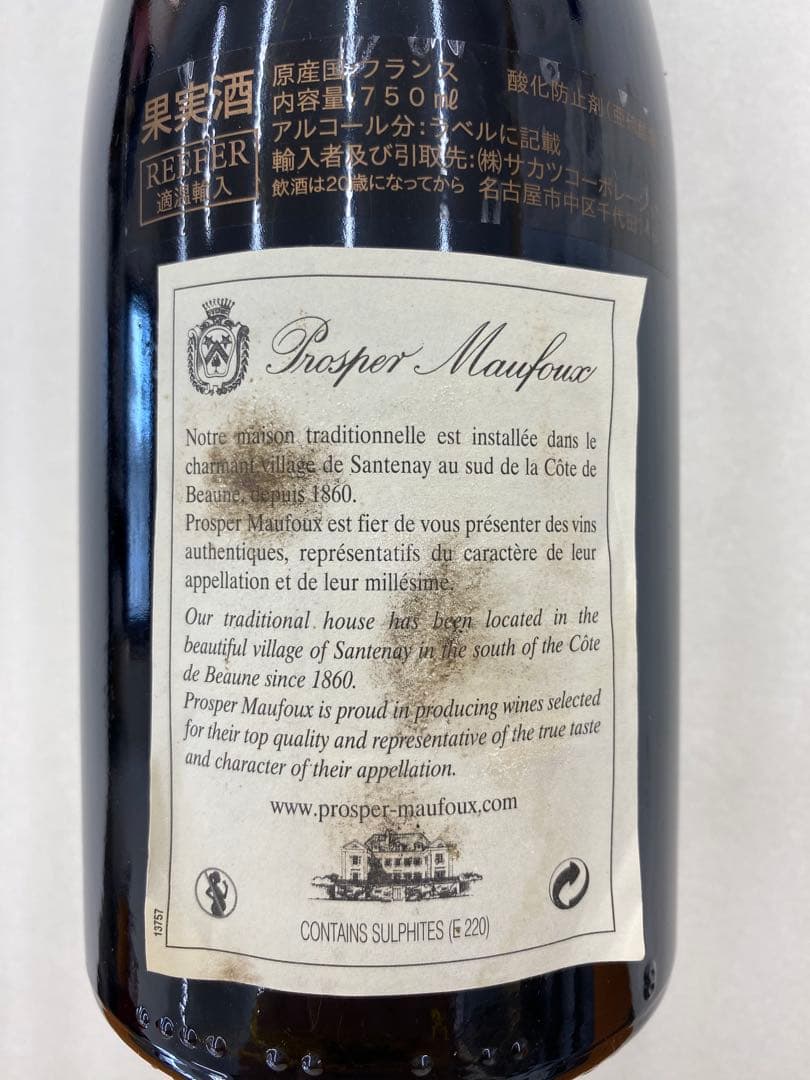 果実酒
REEFER
適温輸入
原産国:フランス
内容量:750㎖
アルコール分:ラベルに記載
輸入者及び引取先:㈱サカツコーポレーション
飲酒は20歳になってから 名古屋市中区千代田
酸化防止剤(亜硫酸塩
Prosper Maufoux
Notre maison traditionnelle est installée dans le
charmant village de Santenay au sud de la Côte de
Beaune, depuis 1860.
Prosper Maufoux est fier de vous présenter des vins
authentiques, représentatifs du caractère de leur
appellation et de leur millésime.
Our traditional house has been located in the
beautiful village of Santenay in the south of the Côte
de Beaune since 1860.
Prosper Maufoux is proud in producing wines selected
for their top quality and representative of the true taste
and character of their appellation.
www.prosper-maufoux.com
CONTAINS SULPHITES (E 220)
13757